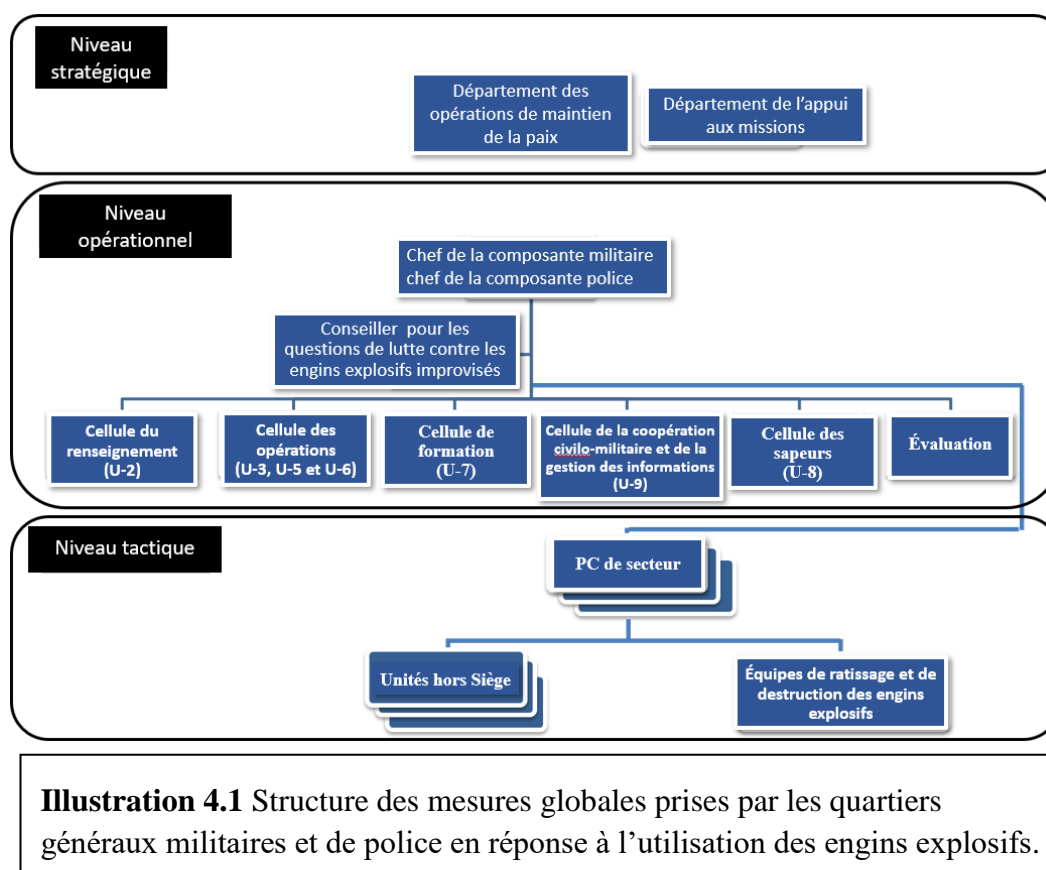 Niveau
stratégique
Département des
opérations de maintien
de la paix
Département de l'appui
aux missions
Niveau
opérationnel
Chef de la composante militaire
chef de la composante police
Conseiller pour les
questions de lutte contre les
engins explosifs improvisés
Cellule du
renseignement
(U-2)
Cellule des
opérations
(U-3, U-5 et U-6)
Cellule de
formation
(U-7)
Cellule de la coopération
civilo-militaire et de la
gestion des informations
(U-9)
Cellule des
sapeurs
(U-8)
Évaluation
Niveau tactique
PC de secteur
Unités hors Siège
Équipes de ratissage et de
destruction des engins
explosifs
Illustration 4.1 Structure des mesures globales prises par les quartiers
généraux militaires et de police en réponse à l'utilisation des engins explosifs.